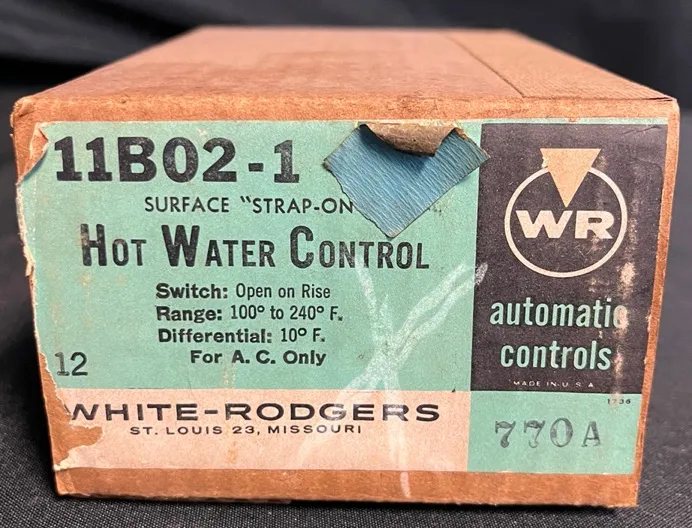 11B02-1
SURFACE "STRAP-ON
HOT WATER CONTROL
Switch: Open on Rise
Range: 100° to 240° F.
Differential: 10° F.
For A. C. Only
12
WHITE-RODGERS
ST. LOUIS 23, MISSOURI
WR
automatic
controls
MADE IN U. S. A
1736
770A